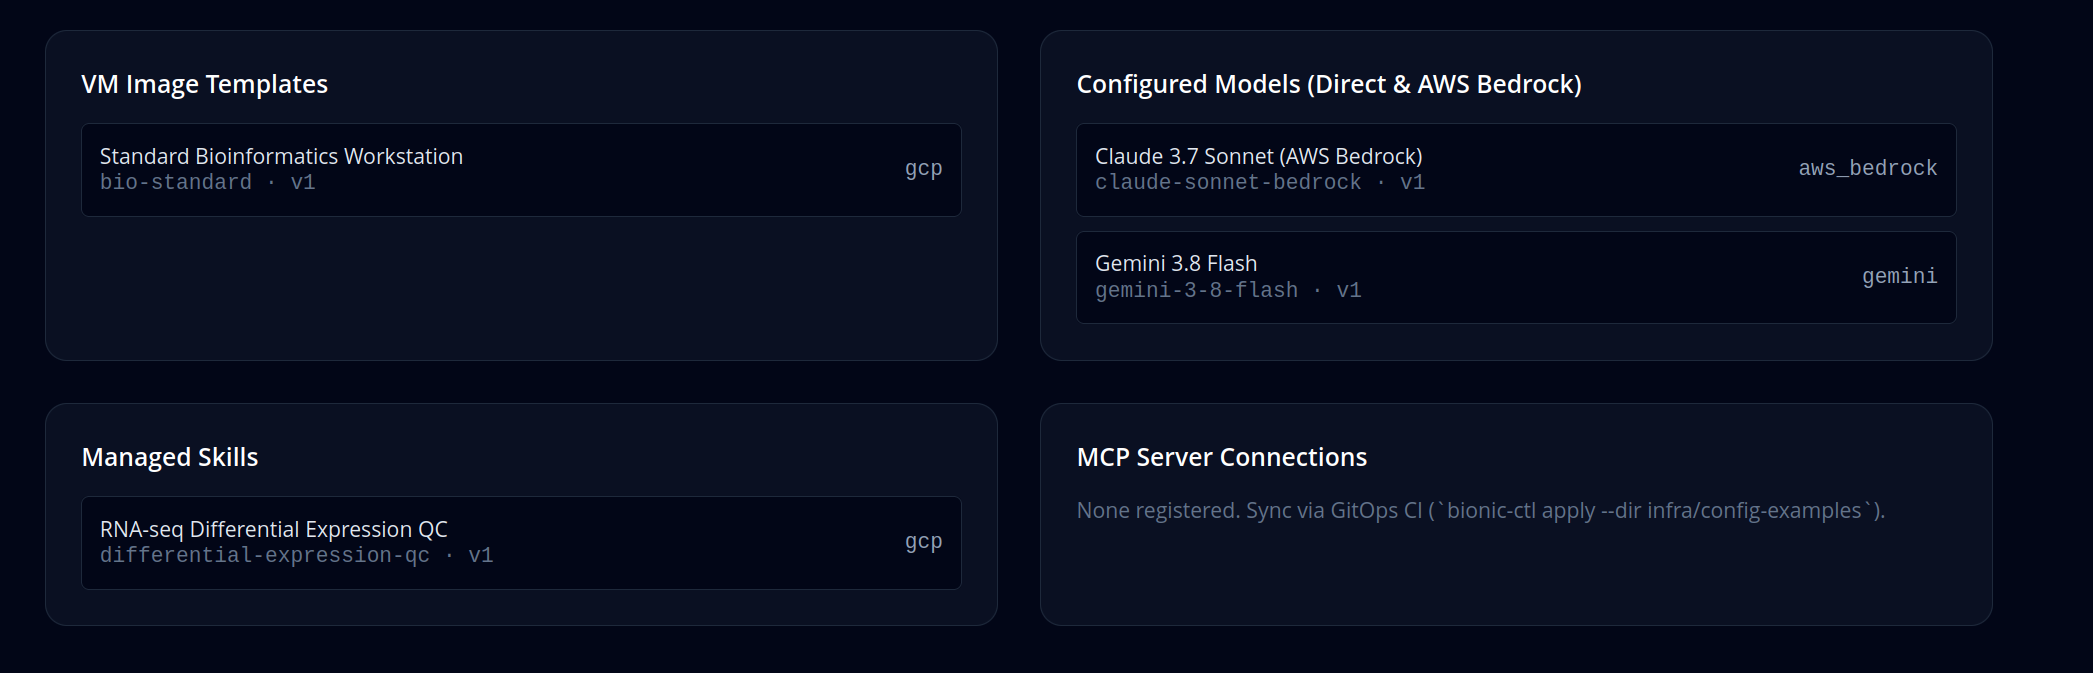 VM Image Templates
Standard Bioinformatics Workstation
bio-standard · v1
gcp
Configured Models (Direct & AWS Bedrock)
Claude 3.7 Sonnet (AWS Bedrock)
claude-sonnet-bedrock · v1
aws_bedrock
Gemini 3.8 Flash
gemini-3-8-flash · v1
gemini
Managed Skills
RNA-seq Differential Expression QC
differential-expression-qc · v1
gcp
MCP Server Connections
None registered. Sync via GitOps CI (`bionic-ctl apply --dir infra/config-examples`).